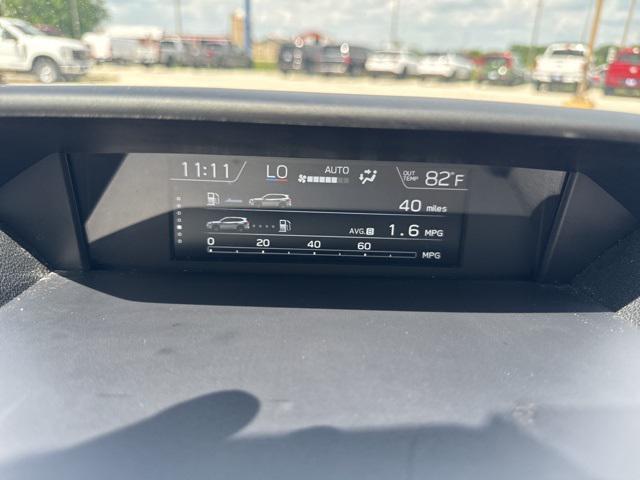 11:11 LO AUTO OUT TEMP 82°F
40 miles
AVG.B 1.6 MPG
0 20 40 60 MPG